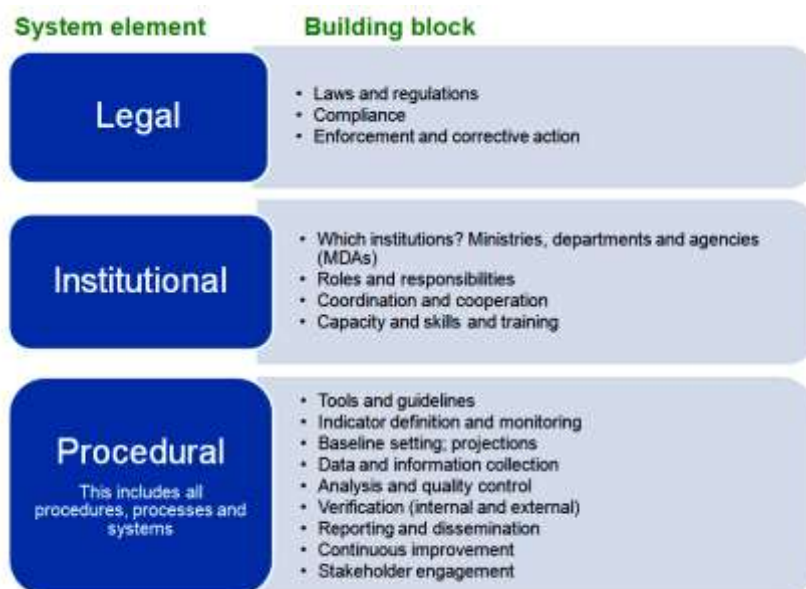 System element
Building block
Legal
• Laws and regulations
• Compliance
• Enforcement and corrective action
Institutional
• Which institutions? Ministries, departments and agencies
(MDAs)
• Roles and responsibilities
• Coordination and cooperation
• Capacity and skills and training
Procedural
This includes all
procedures, processes and
systems
• Tools and guidelines
• Indicator definition and monitoring
• Baseline setting; projections
• Data and information collection
• Analysis and quality control
• Verification (internal and external)
• Reporting and dissemination
• Continuous improvement
• Stakeholder engagement